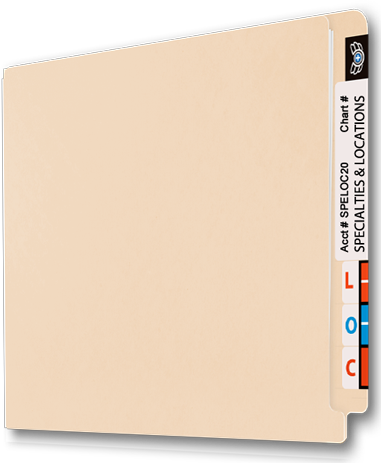 Acct # SPELOC20 Chart #
SPECIALTIES & LOCATIONS
L
O
C